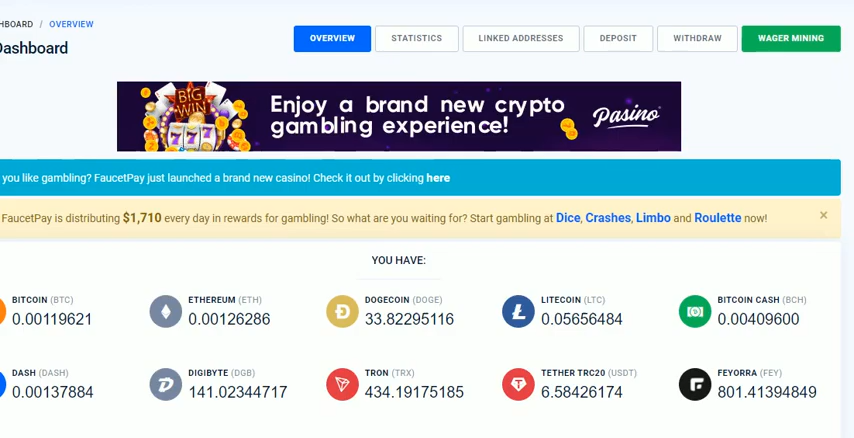 HBOARD / OVERVIEW
Dashboard
OVERVIEW STATISTICS LINKED ADDRESSES DEPOSIT WITHDRAW WAGER MINING
BIG WIN
777
Enjoy a brand new crypto
gambling experience!
Pasino
you like gambling? FaucetPay just launched a brand new casino! Check it out by clicking here
FaucetPay is distributing $1,710 every day in rewards for gambling! So what are you waiting for? Start gambling at Dice, Crashes, Limbo and Roulette now! ×
YOU HAVE:
BITCOIN (BTC) ETHEREUM (ETH) DOGECOIN (DOGE) LITECOIN (LTC) BITCOIN CASH (BCH)
0.00119621 0.00126286 33.82295116 0.05656484 0.00409600
DASH (DASH) DIGIBYTE (DGB) TRON (TRX) TETHER TRC20 (USDT) FEYORRA (FEY)
0.00137884 141.02344717 434.19175185 6.58426174 801.41394849